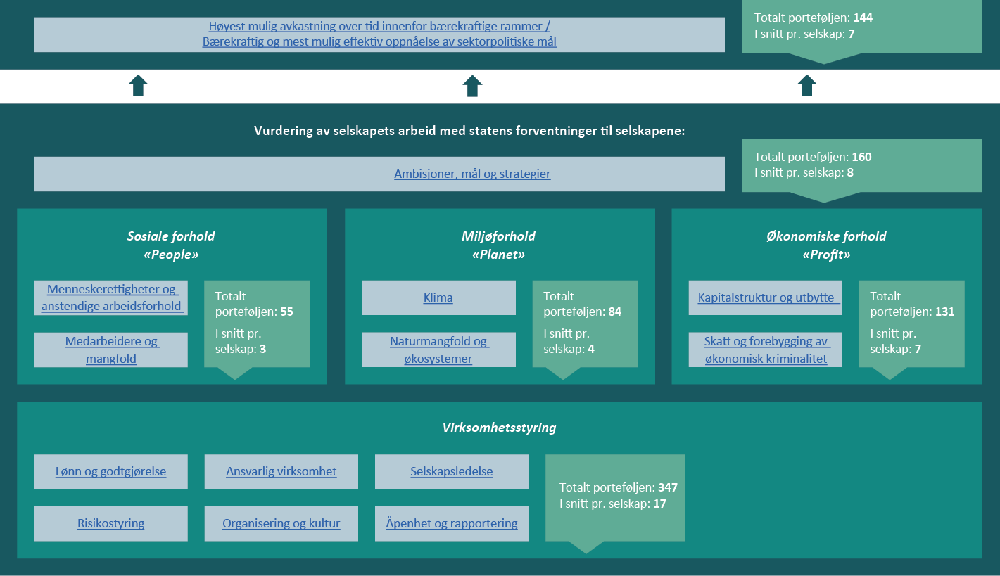 Høyest mulig avkastning over tid innenfor bærekraftige rammer /
Bærekraftig og mest mulig effektiv oppnåelse av sektorpolitiske mål
Totalt porteføljen: 144
I snitt pr. selskap: 7
Vurdering av selskapets arbeid med statens forventninger til selskapene:
Ambisjoner, mål og strategier
Totalt porteføljen: 160
I snitt pr. selskap: 8
Sosiale forhold
«People»
Menneskerettigheter og
anstendige arbeidsforhold
Medarbeidere og
mangfold
Totalt
porteføljen: 55
I snitt pr.
selskap: 3
Miljøforhold
«Planet»
Klima
Naturmangfold og
økosystemer
Totalt
porteføljen: 84
I snitt pr.
selskap: 4
Økonomiske forhold
«Profit»
Kapitalstruktur og utbytte
Skatt og forebygging av
økonomisk kriminalitet
Totalt
porteføljen: 131
I snitt pr.
selskap: 7
Virksomhetsstyring
Lønn og godtgjørelse
Ansvarlig virksomhet
Selskapsledelse
Risikostyring
Organisering og kultur
Åpenhet og rapportering
Totalt porteføljen: 347
I snitt pr. selskap: 17